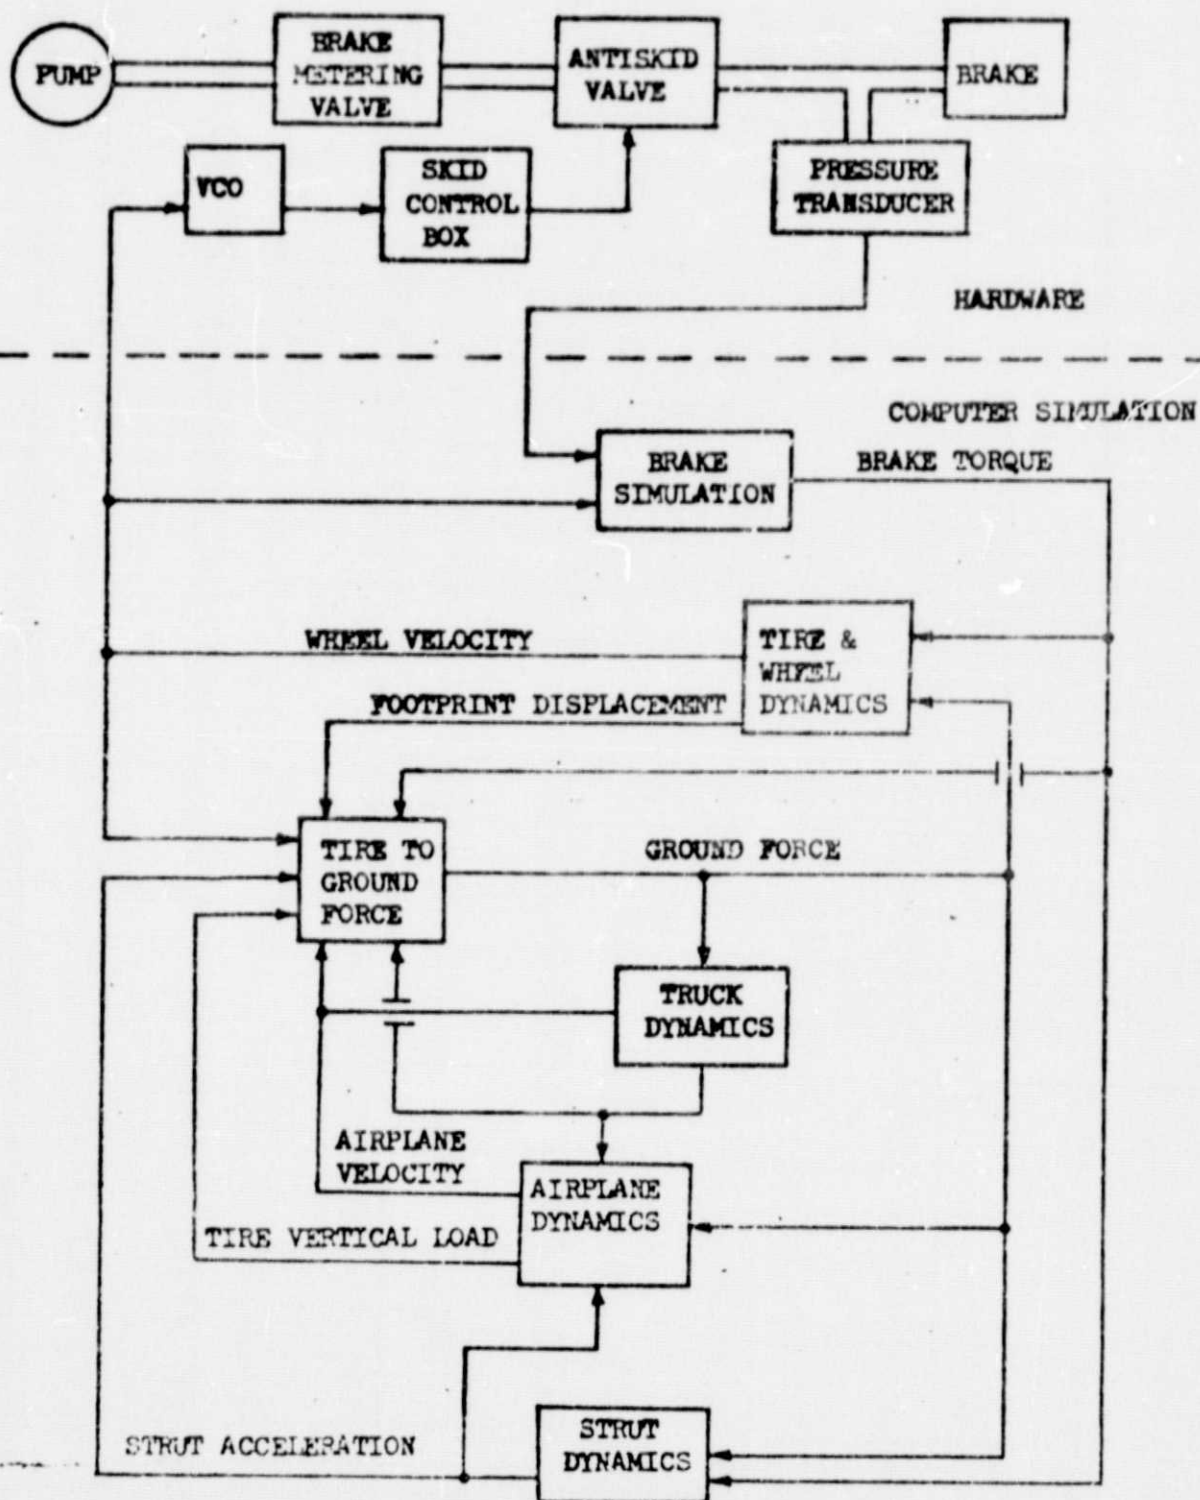 PUMP
BRAKE
METERING
VALVE
ANTISKID
VALVE
BRAKE
VCO
SKID
CONTROL
BOX
PRESSURE
TRANSDUCER
HARDWARE
COMPUTER SIMULATION
BRAKE
SIMULATION
BRAKE TORQUE
WHEEL VELOCITY
TIRE &
WHEEL
DYNAMICS
FOOTPRINT DISPLACEMENT
TIRE TO
GROUND
FORCE
GROUND FORCE
TRUCK
DYNAMICS
AIRPLANE
VELOCITY
AIRPLANE
DYNAMICS
TIRE VERTICAL LOAD
STRUT ACCELERATION
STRUT
DYNAMICS